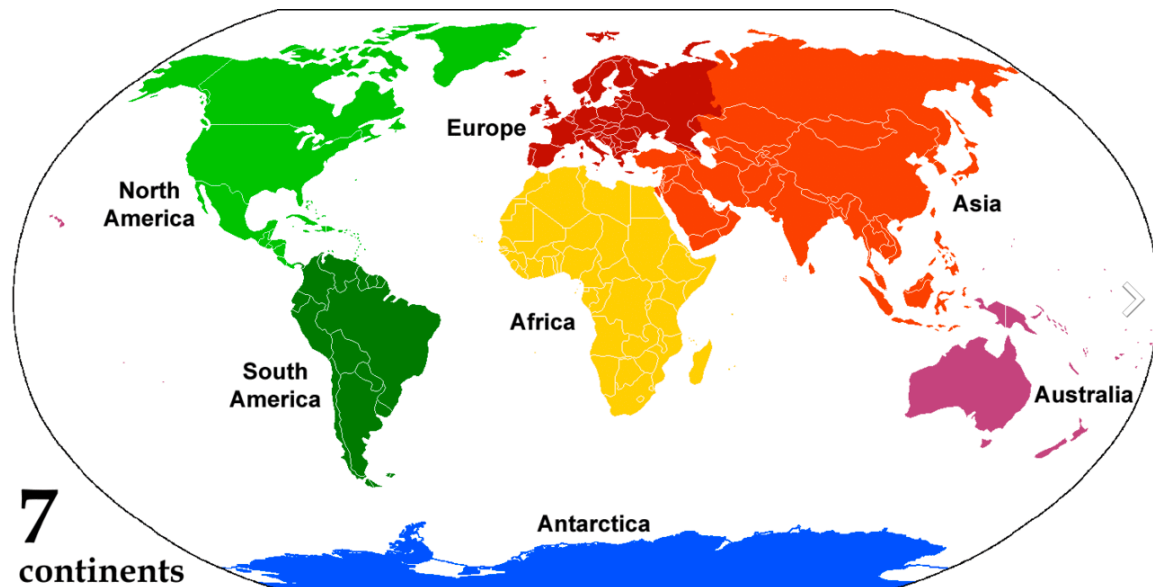 Europe
North
America
Asia
Africa
South
America
Australia
Antarctica
7
continents